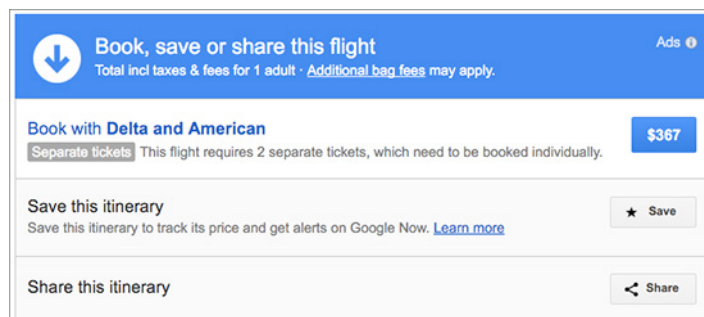 Book, save or share this flight
Ads
Total incl taxes & fees for 1 adult · Additional bag fees may apply.
Book with Delta and American
$367
Separate tickets This flight requires 2 separate tickets, which need to be booked individually.
Save this itinerary
Save
Save this itinerary to track its price and get alerts on Google Now. Learn more
Share this itinerary
Share